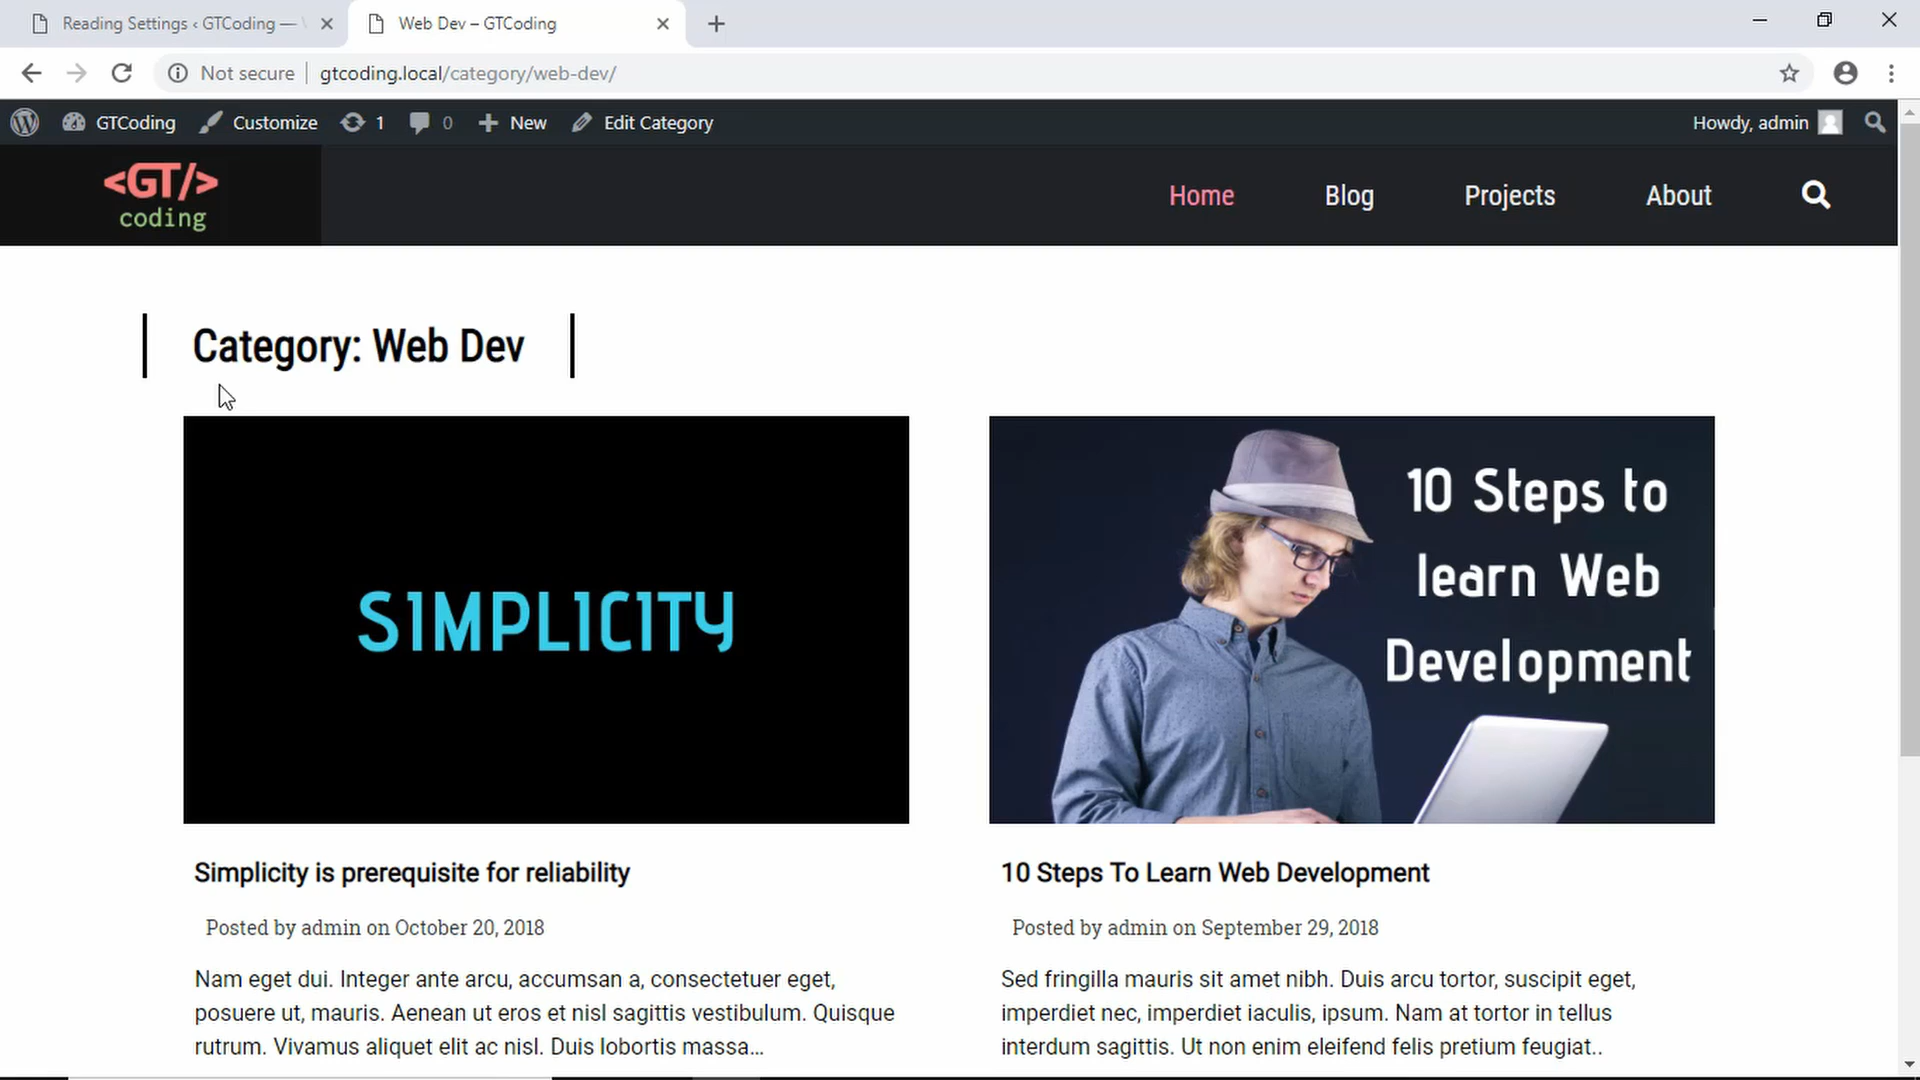 Reading Settings ‹ GTCoding —
Web Dev – GTCoding
Not secure
gtcoding.local/category/web-dev/
GTCoding
Customize
1
0
New
Edit Category
Howdy, admin
<GT/>
coding
Home
Blog
Projects
About
Category: Web Dev
SIMPLICITY
10 Steps to
learn Web
Development
Simplicity is prerequisite for reliability
Posted by admin on October 20, 2018
Nam eget dui. Integer ante arcu, accumsan a, consectetuer eget,
posuere ut, mauris. Aenean ut eros et nisl sagittis vestibulum. Quisque
rutrum. Vivamus aliquet elit ac nisl. Duis lobortis massa...
10 Steps To Learn Web Development
Posted by admin on September 29, 2018
Sed fringilla mauris sit amet nibh. Duis arcu tortor, suscipit eget,
imperdiet nec, imperdiet iaculis, ipsum. Nam at tortor in tellus
interdum sagittis. Ut non enim eleifend felis pretium feugiat..